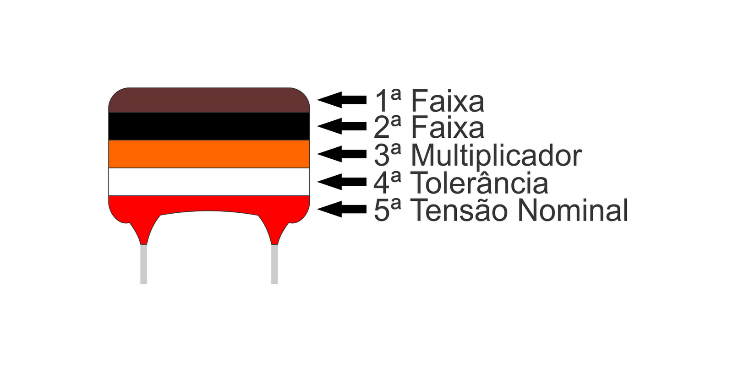 1ª Faixa
2ª Faixa
3ª Multiplicador
4ª Tolerância
5ª Tensão Nominal